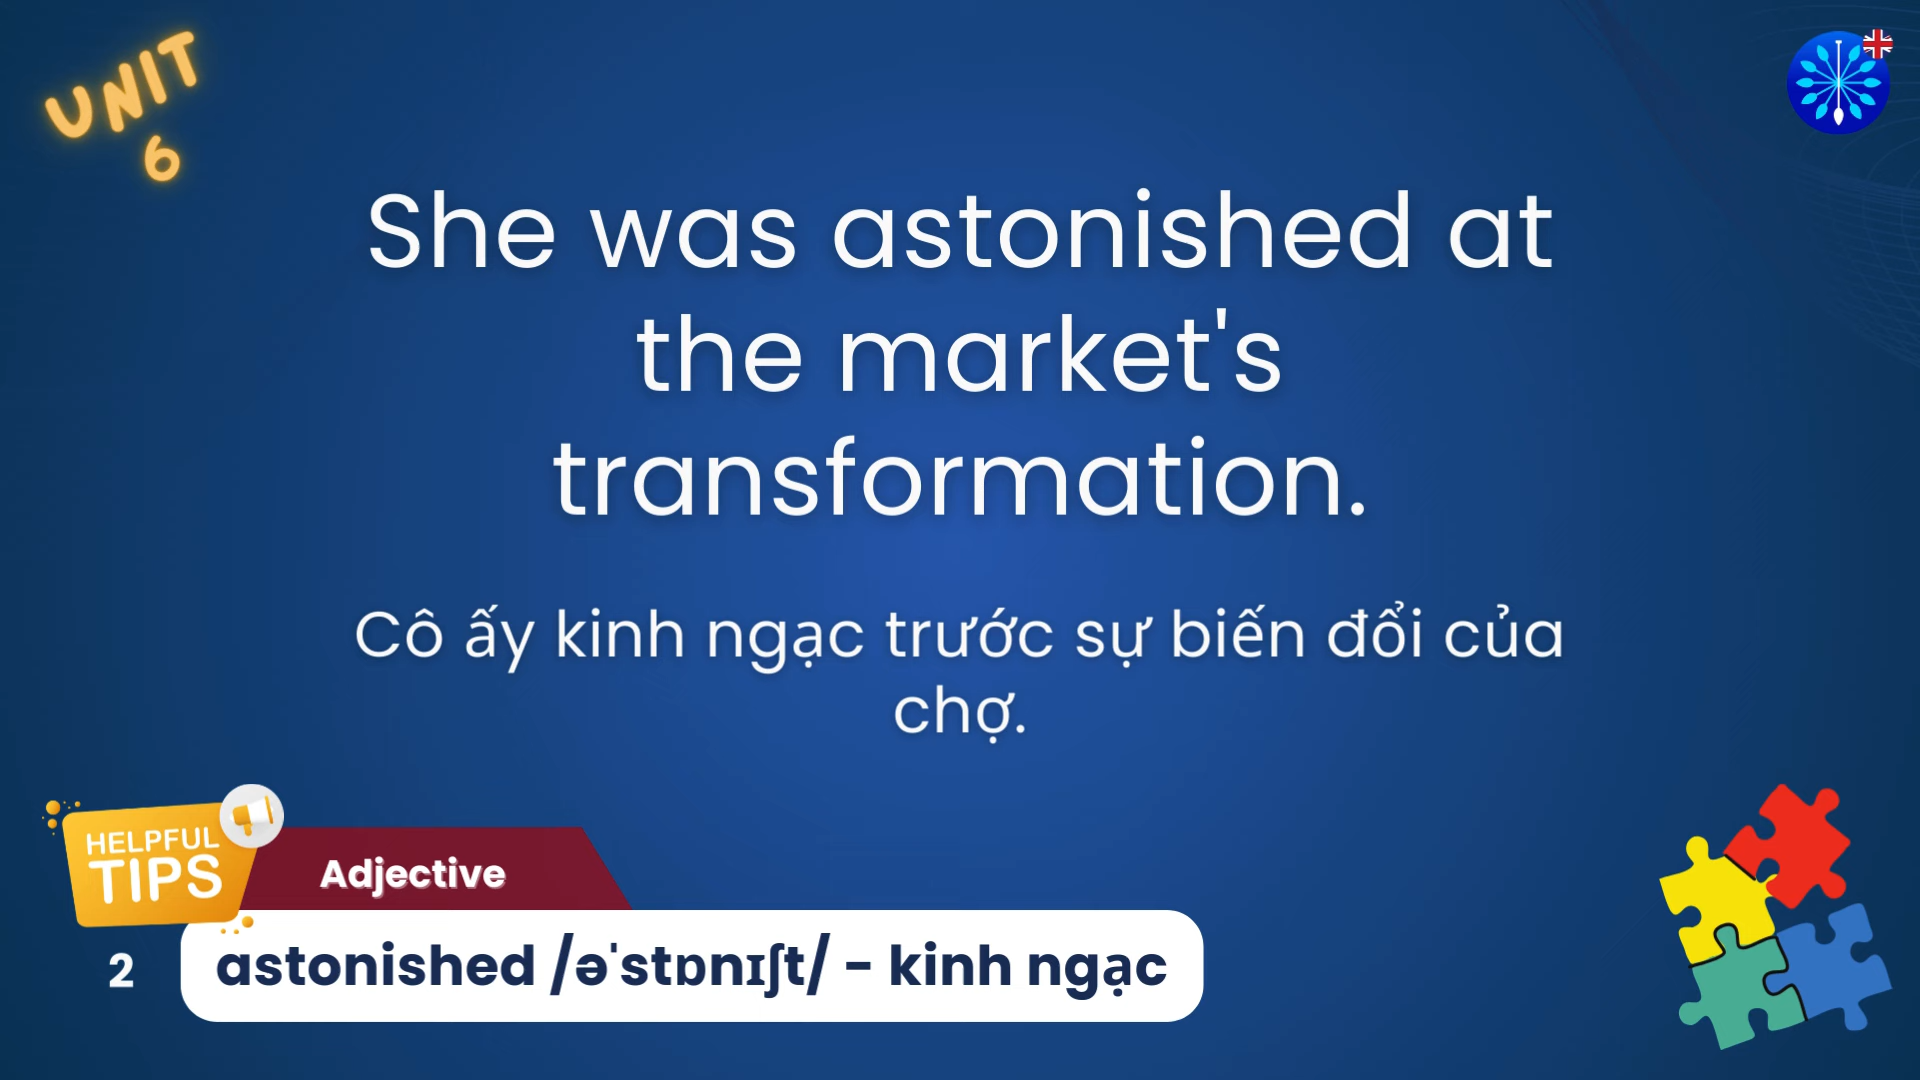 UNIT
6
She was astonished at
the market's
transformation.
Cô ấy kinh ngạc trước sự biến đổi của
chợ.
HELPFUL
TIPS
Adjective
2
astonished /əˈstɒnɪʃt/ - kinh ngạc